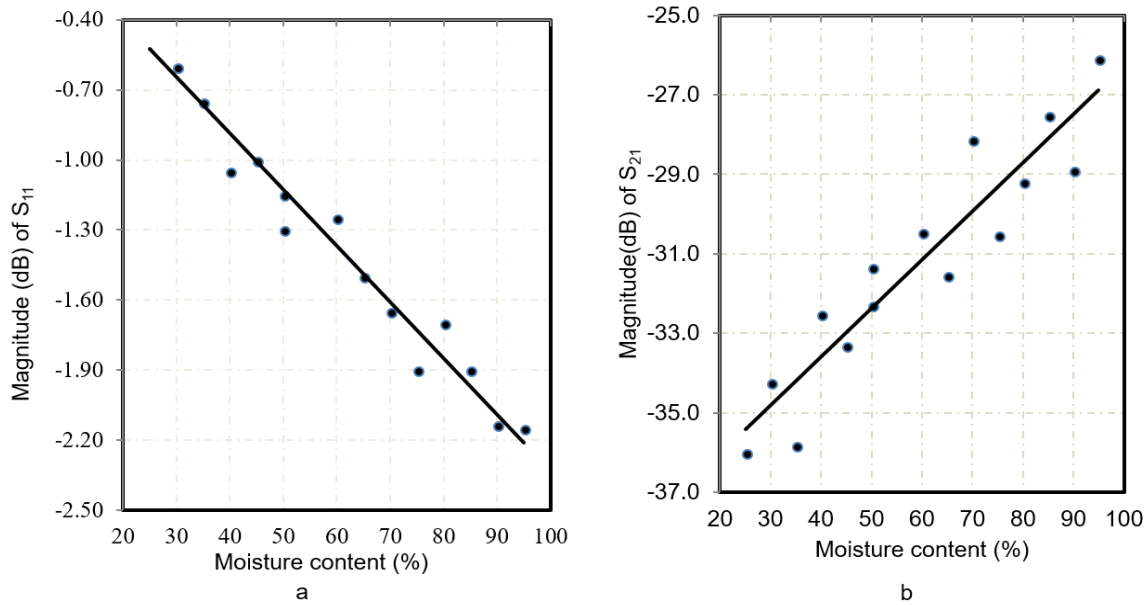 Magnitude (dB) of S11
-0.40
-0.70
-1.00
-1.30
-1.60
-1.90
-2.20
-2.50
20 30 40 50 60 70 80 90 100
Moisture content (%)
a
Magnitude(dB) of S21
-25.0
-27.0
-29.0
-31.0
-33.0
-35.0
-37.0
20 30 40 50 60 70 80 90 100
Moisture content (%)
b